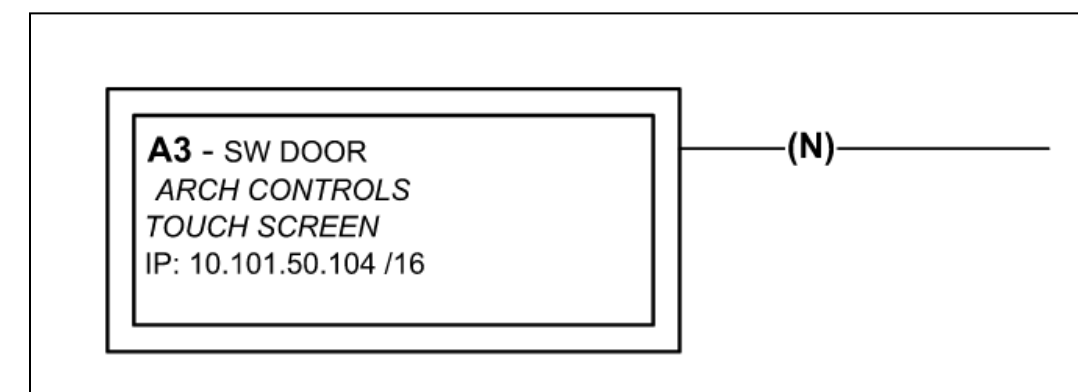 A3 - SW DOOR
ARCH CONTROLS
TOUCH SCREEN
IP: 10.101.50.104 /16
(N)